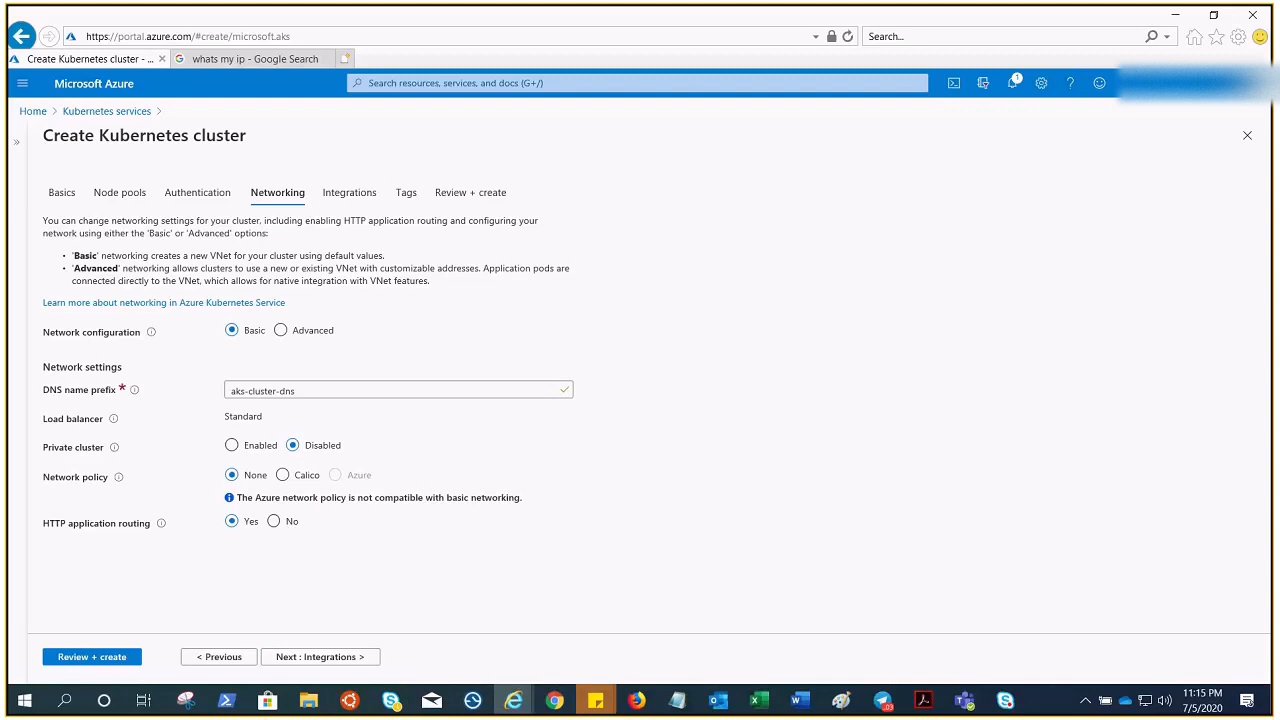 https://portal.azure.com/#create/microsoft.aks
Search...
Create Kubernetes cluster - ...
whats my ip - Google Search
Microsoft Azure
Search resources, services, and docs (G+/)
1
Home > Kubernetes services >
Create Kubernetes cluster
Basics Node pools Authentication Networking Integrations Tags Review + create
You can change networking settings for your cluster, including enabling HTTP application routing and configuring your
network using either the 'Basic' or 'Advanced' options:
• 'Basic' networking creates a new VNet for your cluster using default values.
• 'Advanced' networking allows clusters to use a new or existing VNet with customizable addresses. Application pods are
connected directly to the VNet, which allows for native integration with VNet features.
Learn more about networking in Azure Kubernetes Service
Network configuration Basic Advanced
Network settings
DNS name prefix * aks-cluster-dns
Load balancer Standard
Private cluster Enabled Disabled
Network policy None Calico Azure
The Azure network policy is not compatible with basic networking.
HTTP application routing Yes No
Review + create < Previous Next : Integrations >
11:15 PM
7/5/2020